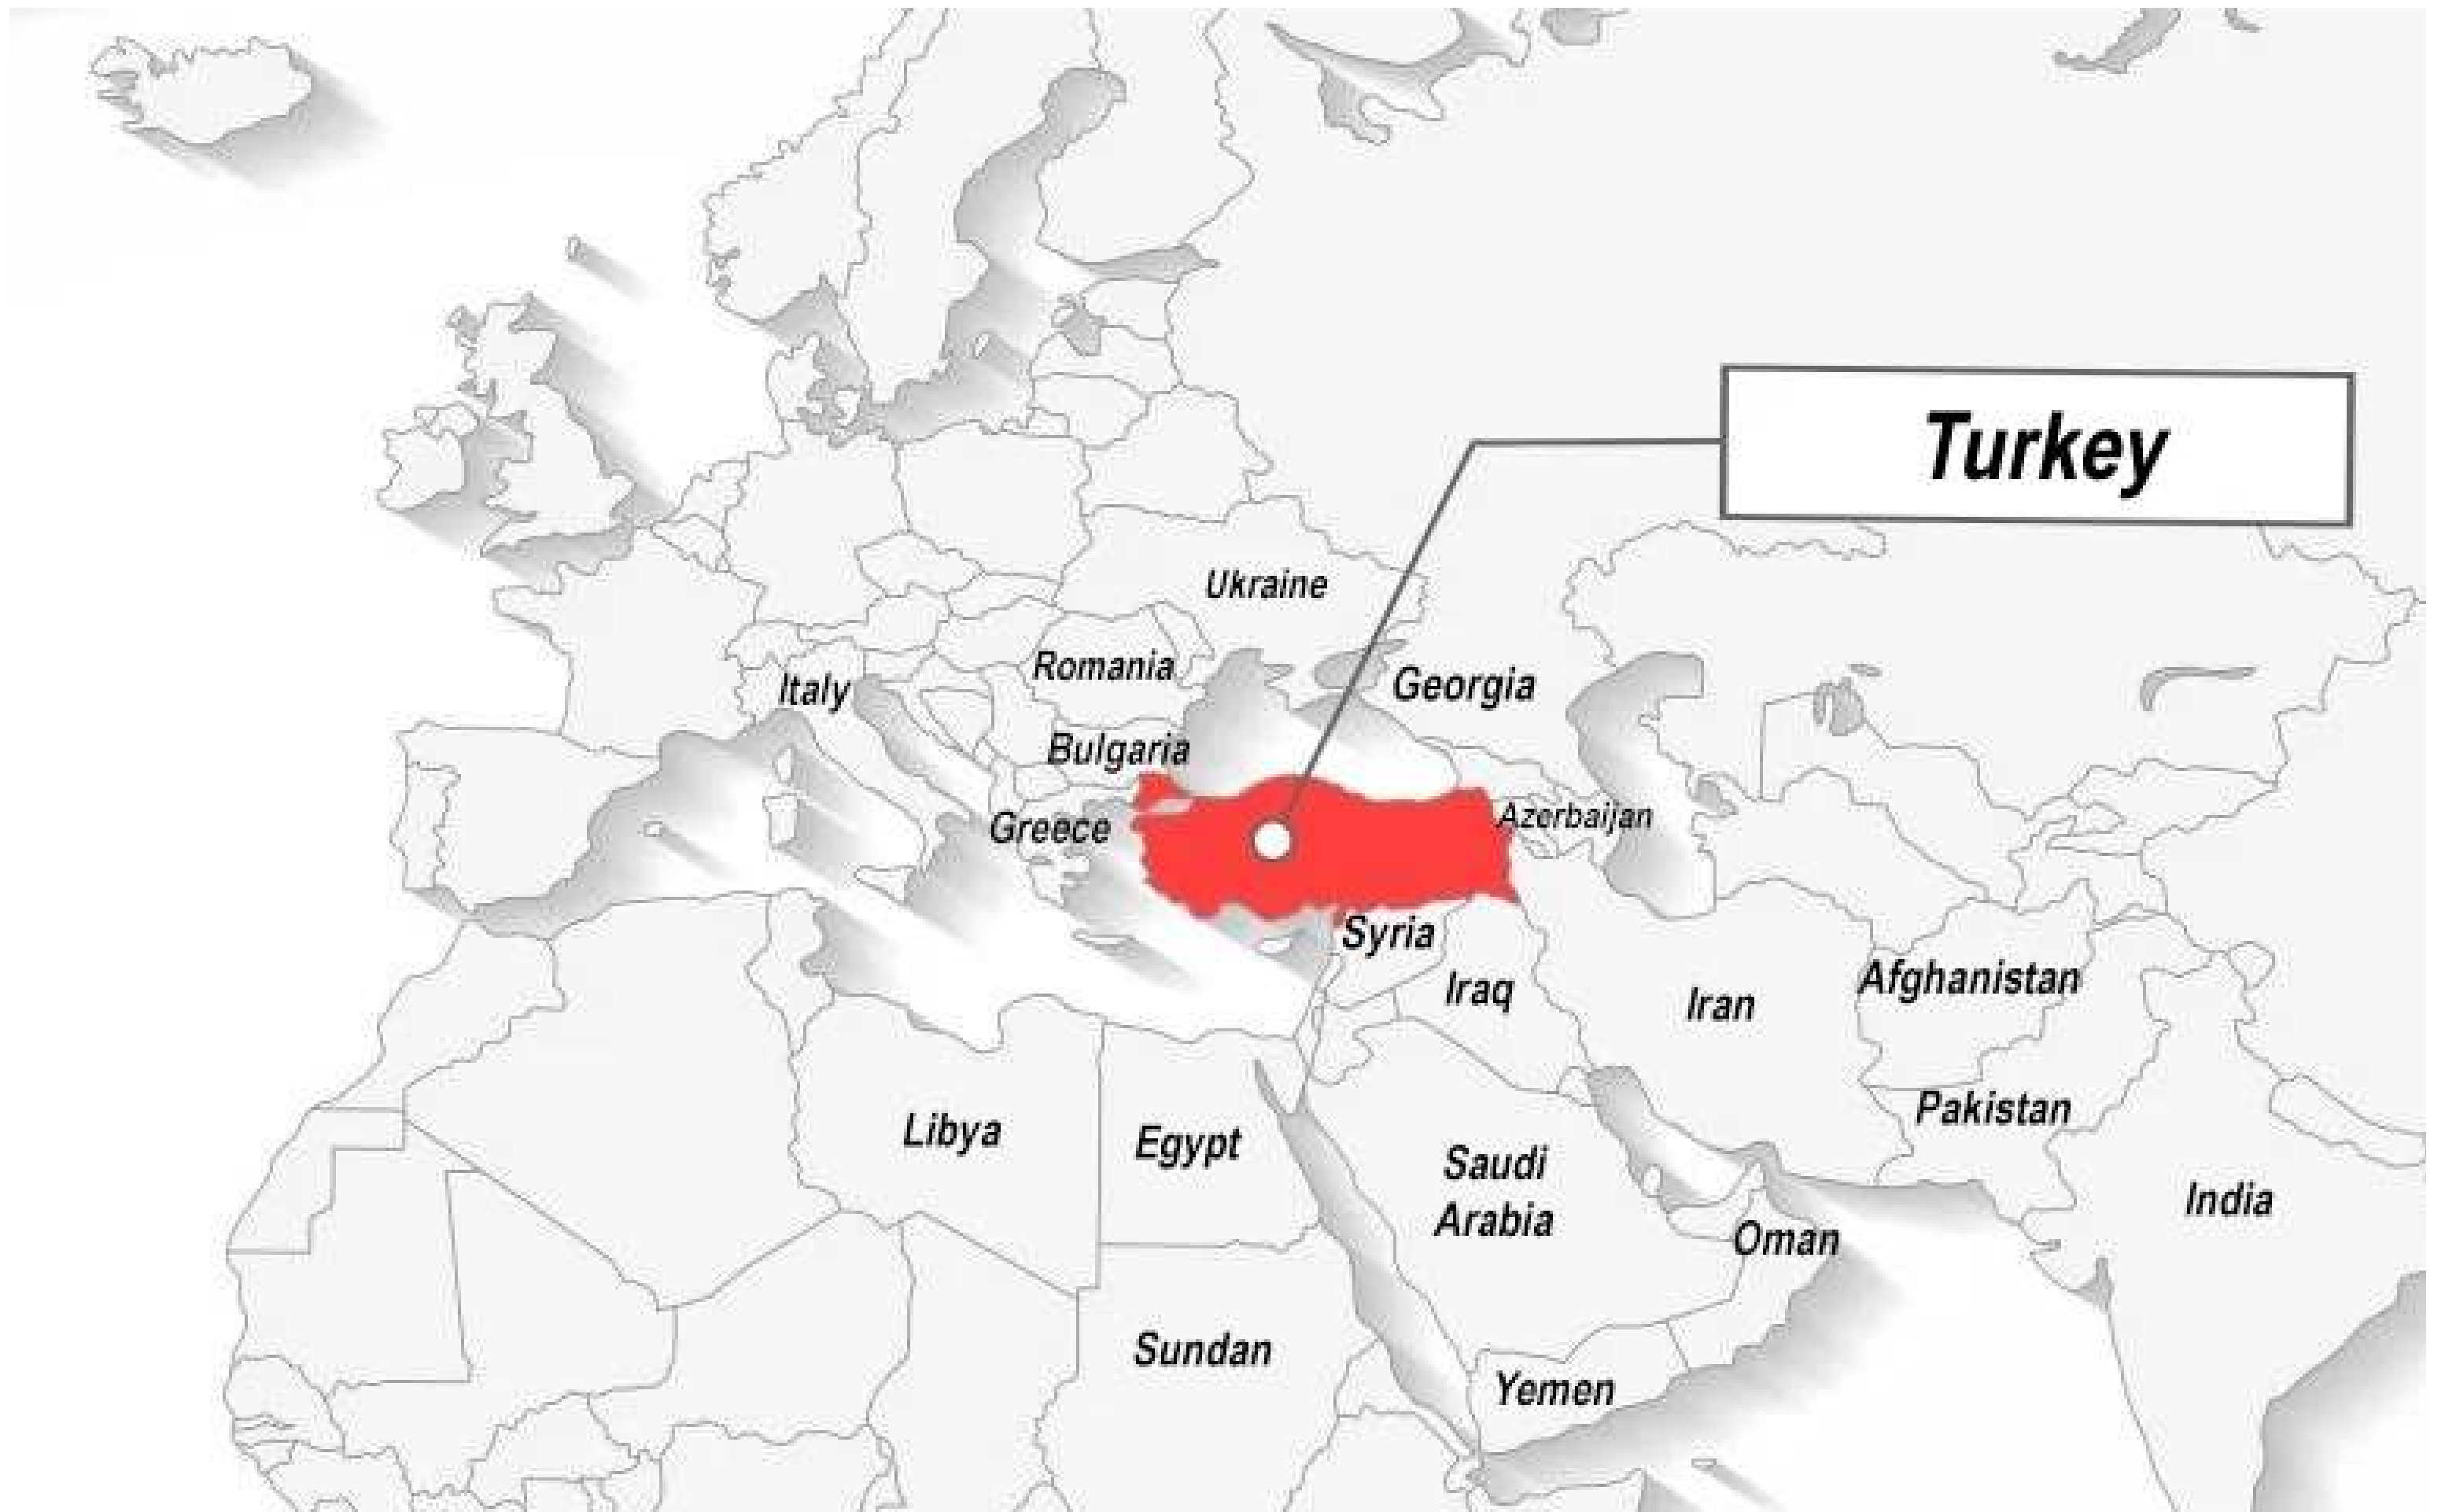 Turkey
Ukraine
Romania
Italy
Georgia
Bulgaria
Greece
Azerbaijan
Syria
Iraq
Iran
Afghanistan
Pakistan
Libya
Egypt
Saudi
Arabia
India
Oman
Sundan
Yemen